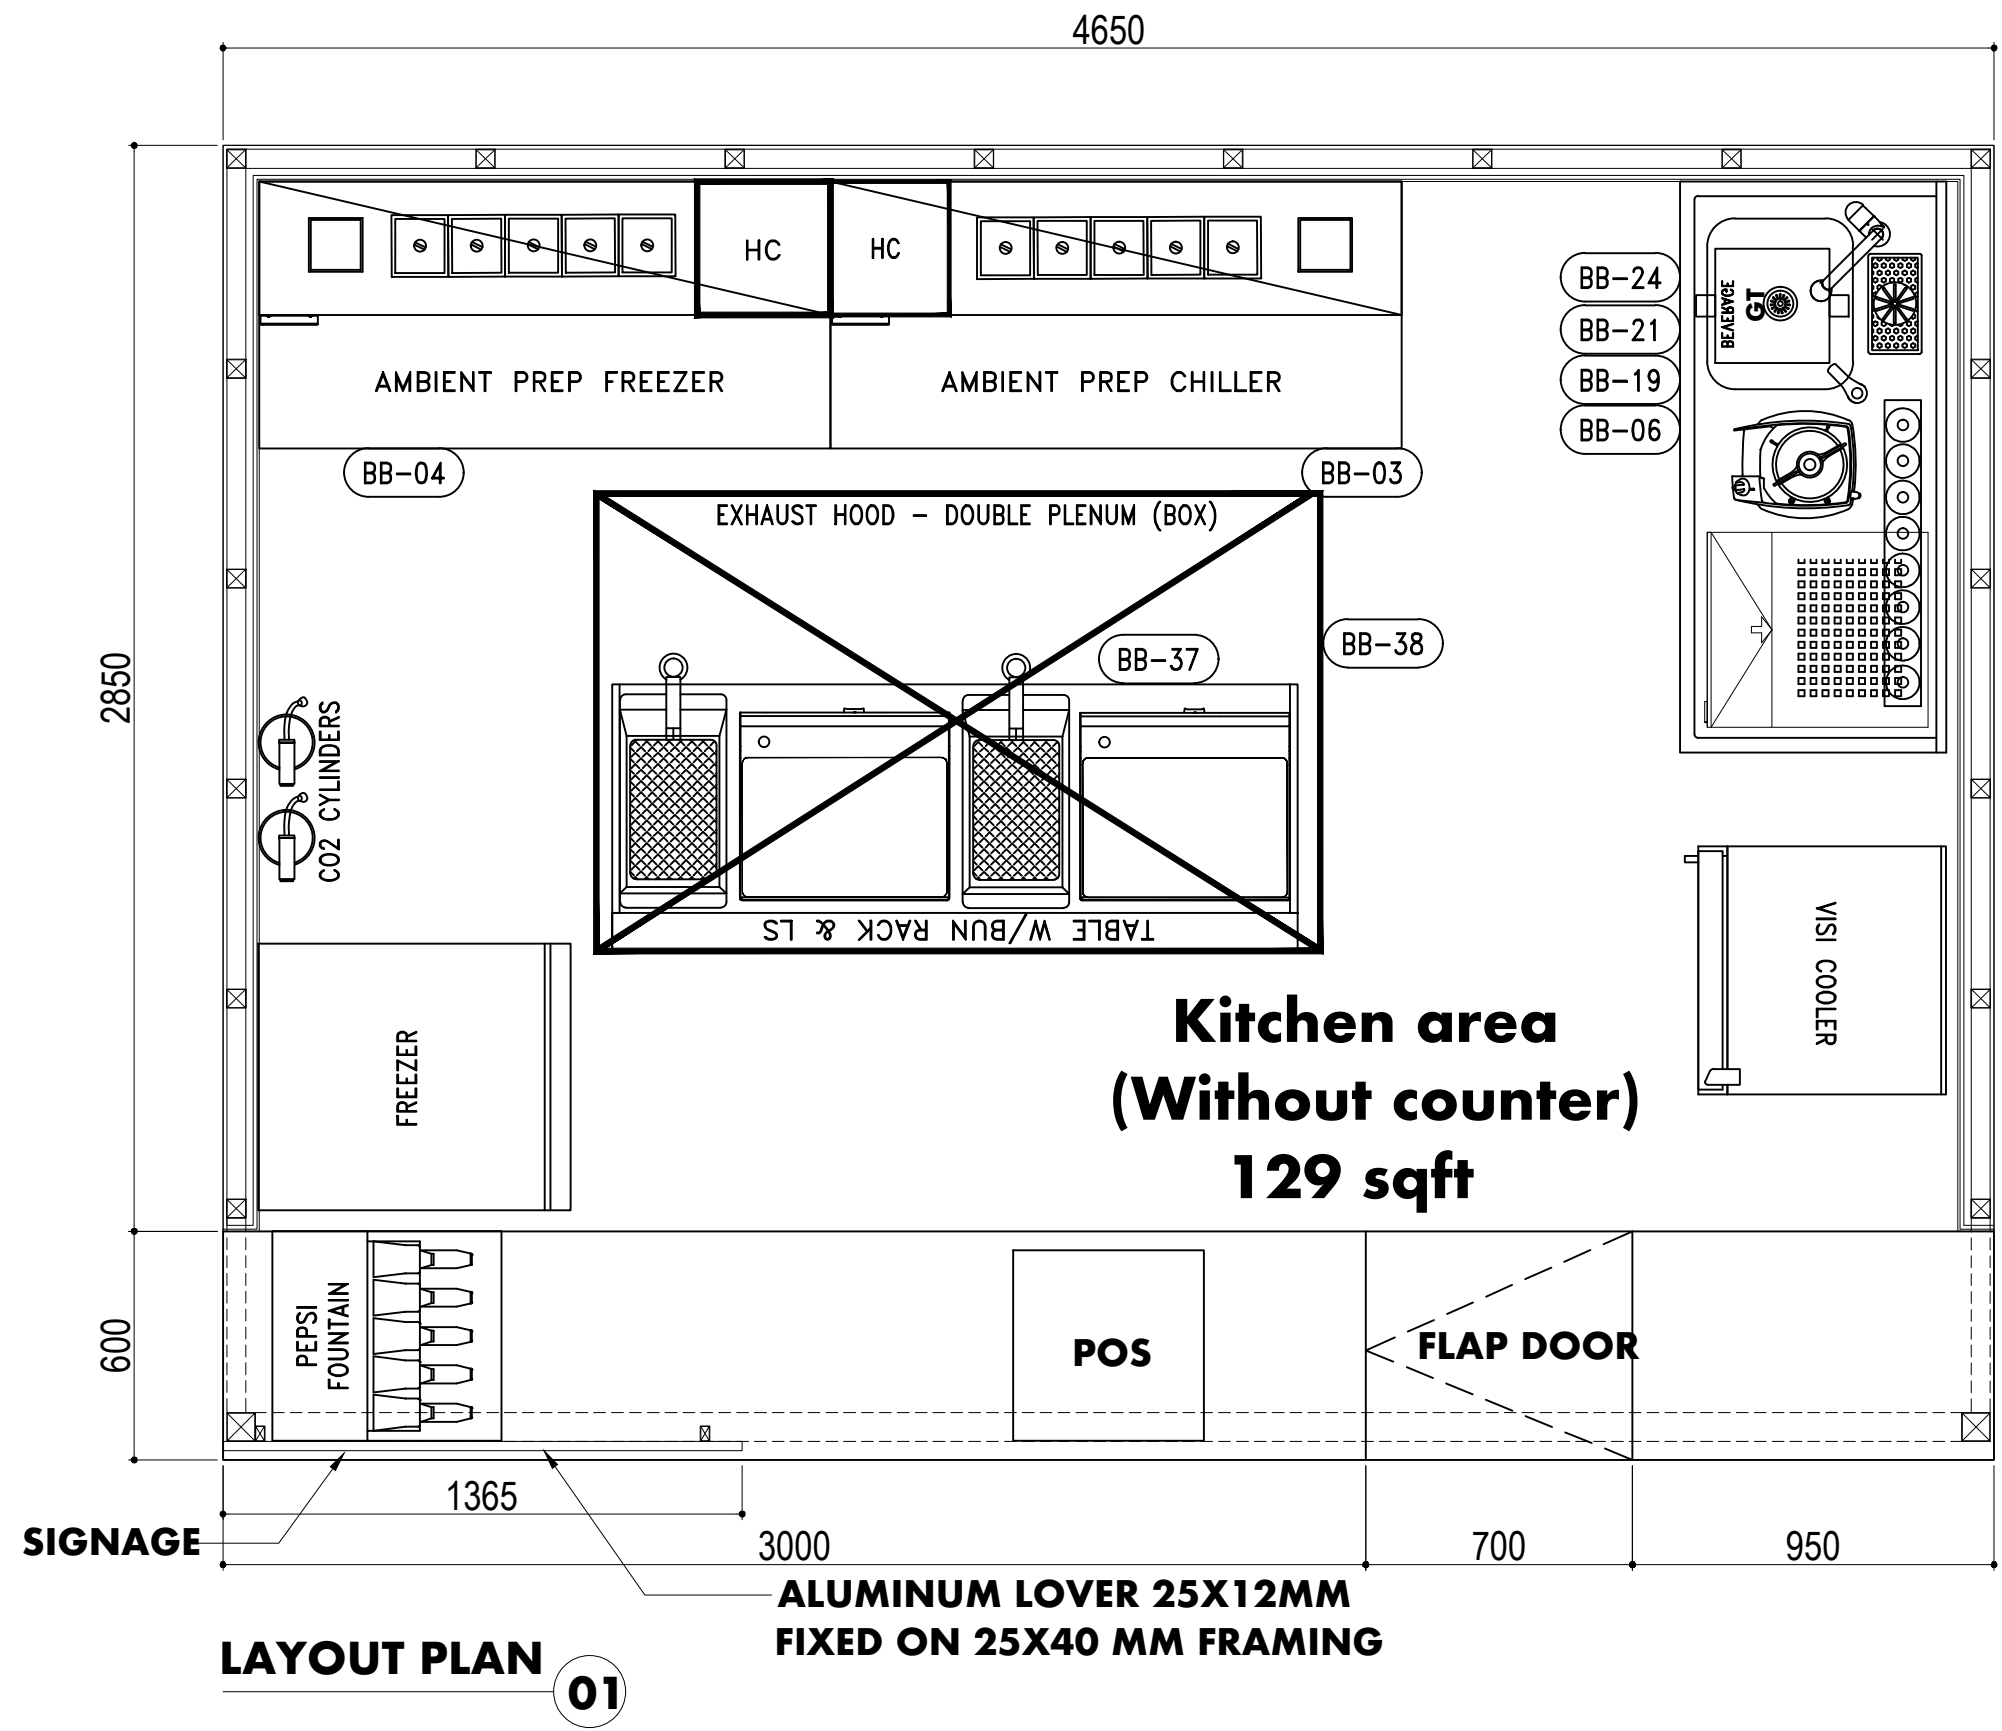 4650
HC
HC
BB-24
BEVERAGE
GT
BB-21
AMBIENT PREP FREEZER
AMBIENT PREP CHILLER
BB-19
BB-06
BB-04
BB-03
EXHAUST HOOD - DOUBLE PLENUM (BOX)
2850
BB-37
BB-38
CO2 CYLINDERS
TABLE W/BUN RACK & LS
VISI COOLER
FREEZER
Kitchen area
(Without counter)
129 sqft
600
PEPSI
FOUNTAIN
POS
FLAP DOOR
1365
SIGNAGE
3000
700
950
ALUMINUM LOVER 25X12MM
FIXED ON 25X40 MM FRAMING
LAYOUT PLAN
01